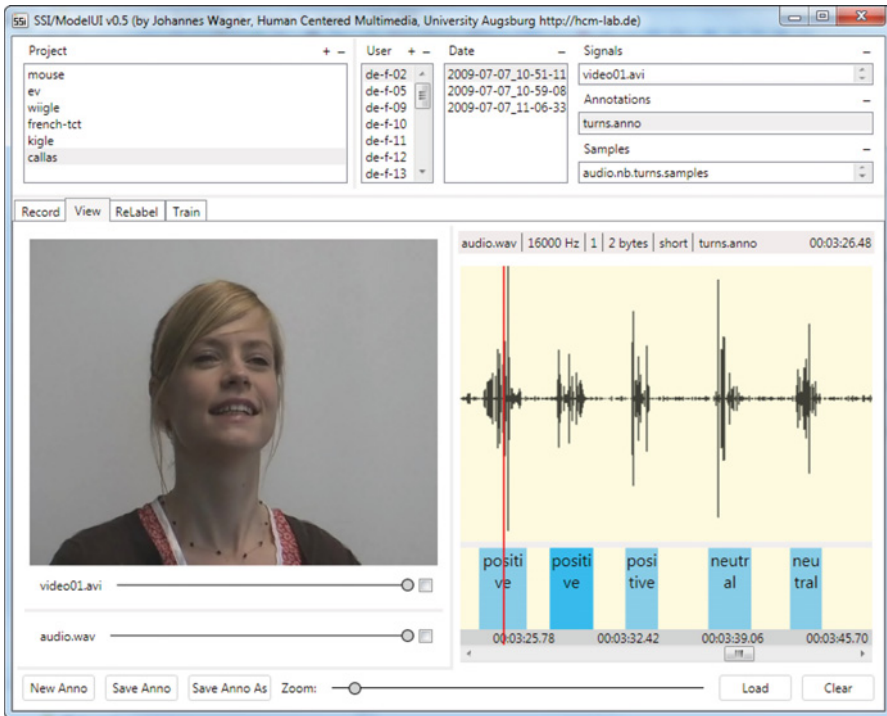 SSI SSI/ModelUI v0.5 (by Johannes Wagner, Human Centered Multimedia, University Augsburg http://hcm-lab.de)
Project + −
mouse
ev
wiigle
french-tct
kigle
callas
User + −
de-f-02
de-f-05
de-f-09
de-f-10
de-f-11
de-f-12
de-f-13
Date −
2009-07-07_10-51-11
2009-07-07_10-59-08
2009-07-07_11-06-33
Signals −
video01.avi
Annotations −
turns.anno
Samples −
audio.nb.turns.samples
Record View ReLabel Train
audio.wav 16000 Hz 1 2 bytes short turns.anno 00:03:26.48
positi positi posi neutr neu
ve ve tive al tral
00:03:25.78 00:03:32.42 00:03:39.06 00:03:45.70
video01.avi
audio.wav
New Anno Save Anno Save Anno As Zoom: Load Clear